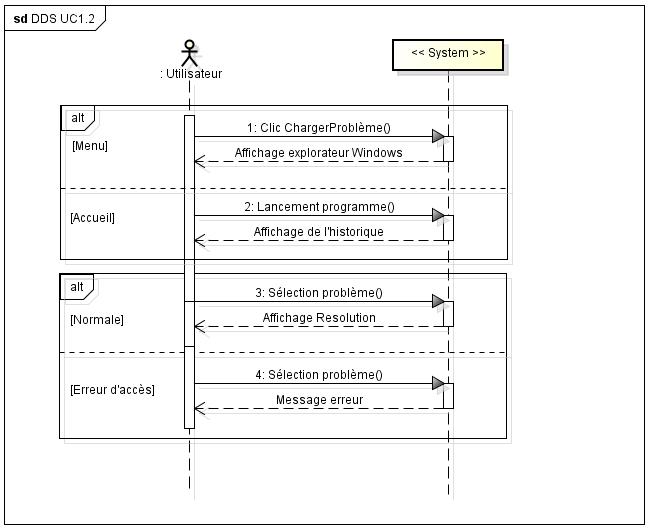 sd DDS UC1.2
: Utilisateur
<< System >>
alt
[Menu]
1: Clic ChargerProblème()
Affichage explorateur Windows
[Accueil]
2: Lancement programme()
Affichage de l'historique
alt
[Normale]
3: Sélection problème()
Affichage Resolution
[Erreur d'accès]
4: Sélection problème()
Message erreur